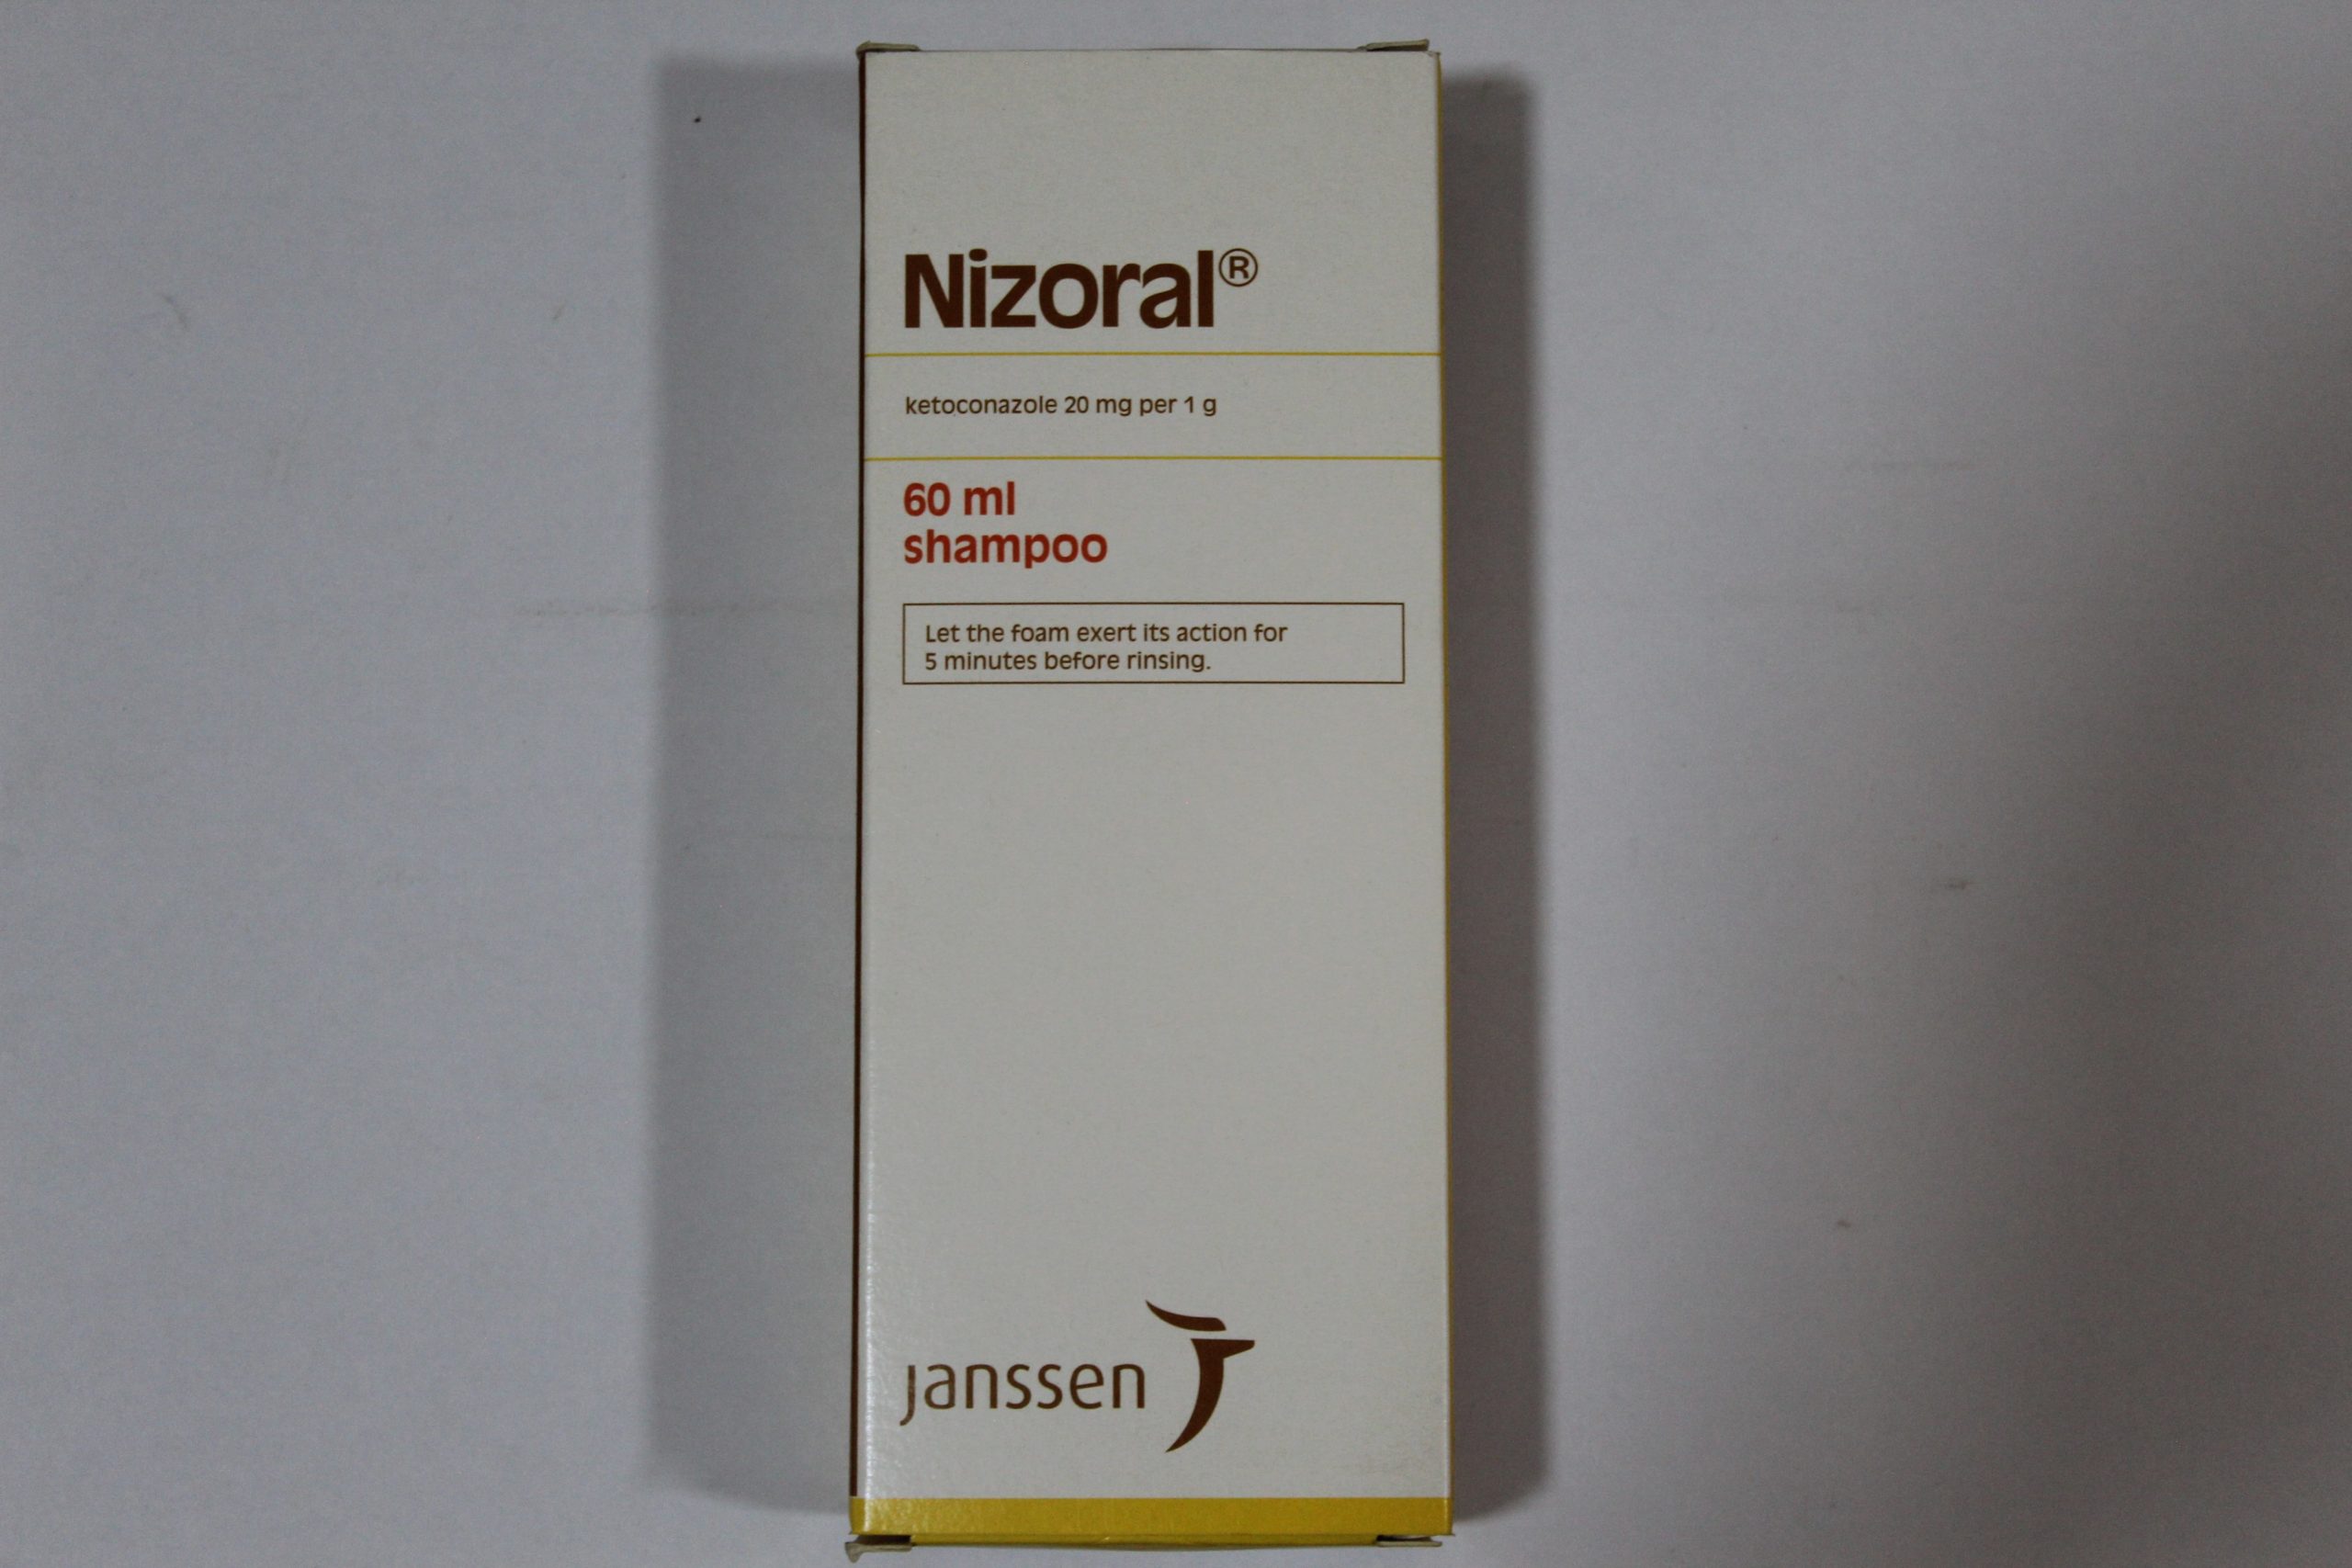 Nizoral®
ketoconazole 20 mg per 1 g
60 ml
shampoo
Let the foam exert its action for
5 minutes before rinsing.
janssen